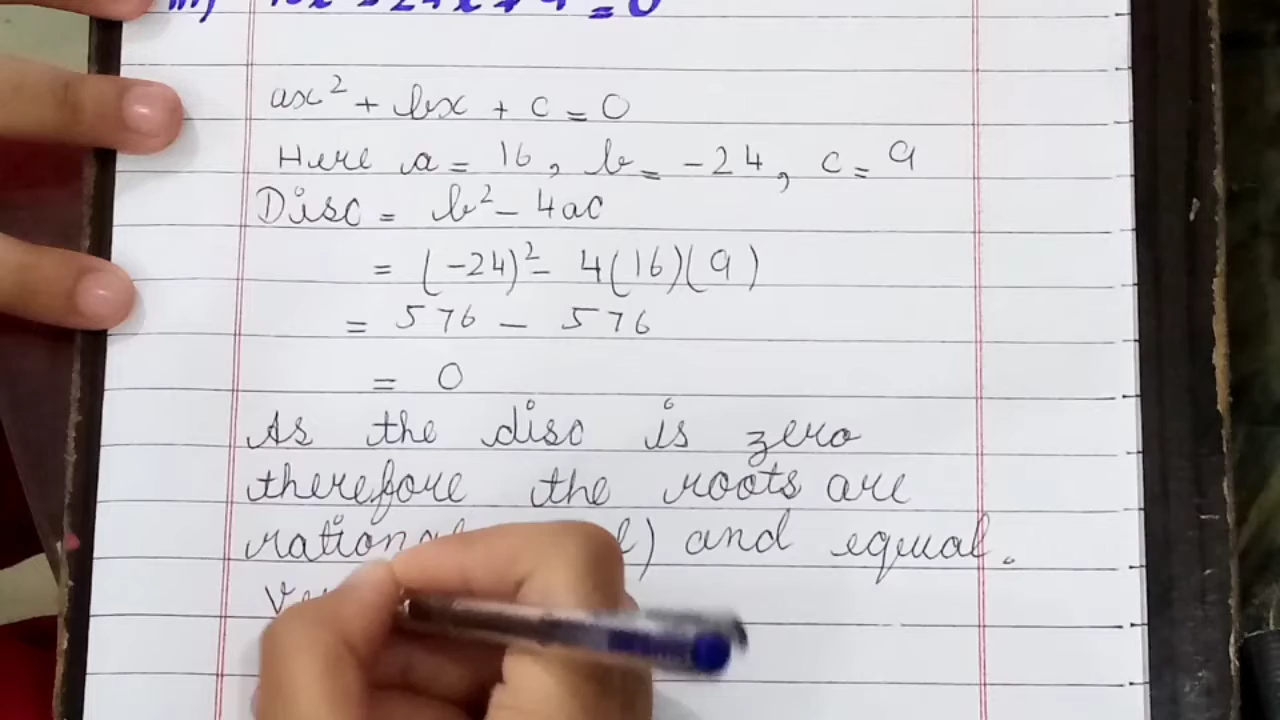 ax² + bx + c = 0
Here a = 16, b = -24, c = 9
Disc = b² - 4ac
= (-24)² - 4(16)(9)
= 576 - 576
= 0
As the disc is zero
therefore the roots are
and equal.